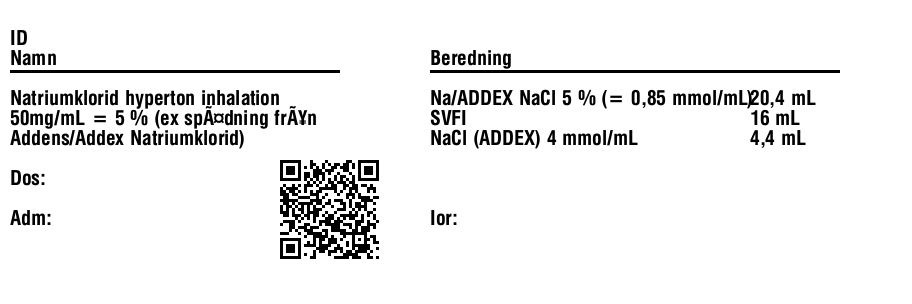 ID
Namn
Beredning
Natriumklorid hyperton inhalation
50mg/mL = 5 % (ex spÃ¤dning frÃ¥n
Addens/Addex Natriumklorid)
Na/ADDEX NaCl 5 % (= 0,85 mmol/mL) 20,4 mL
SVFI 16 mL
NaCl (ADDEX) 4 mmol/mL 4,4 mL
Dos:
Adm:
Ior: